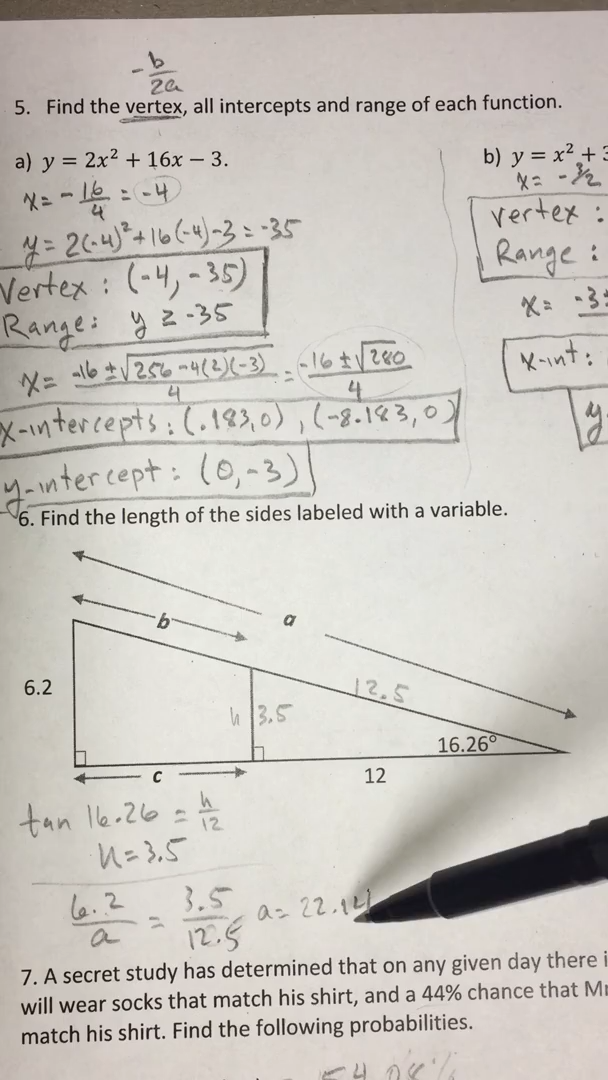 -b/2a
5. Find the vertex, all intercepts and range of each function.
a) y = 2x² + 16x − 3.
x = -16/4 = -4
y = 2(-4)²+16(-4)-3 = -35
Vertex: (-4, -35)
Range: y ≥ -35
x = -16 ± √256-4(2)(-3) / 4 = -16 ± √280 / 4
x-intercepts: (.183,0), (-8.183,0)
y-intercept: (0,-3)
b) y = x² + 3
x = -3/2
vertex:
Range:
x = -3±
x-int:
y
6. Find the length of the sides labeled with a variable.
a
b
6.2
12.5
h 3.5
16.26°
c
12
tan 16.26 = h/12
h = 3.5
6.2/a = 3.5/12.5 a = 22.14
7. A secret study has determined that on any given day there i
will wear socks that match his shirt, and a 44% chance that
match his shirt. Find the following probabilities.